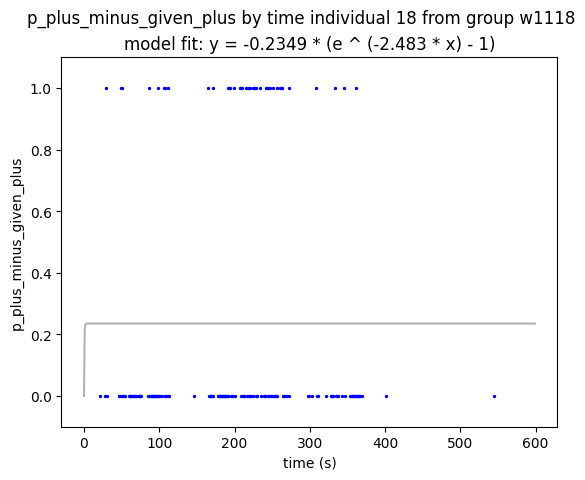 p_plus_minus_given_plus by time individual 18 from group w1118
model fit: y = -0.2349 * (e ^ (-2.483 * x) - 1)
1.0
0.8
0.6
0.4
0.2
0.0
p_plus_minus_given_plus
0 100 200 300 400 500 600
time (s)